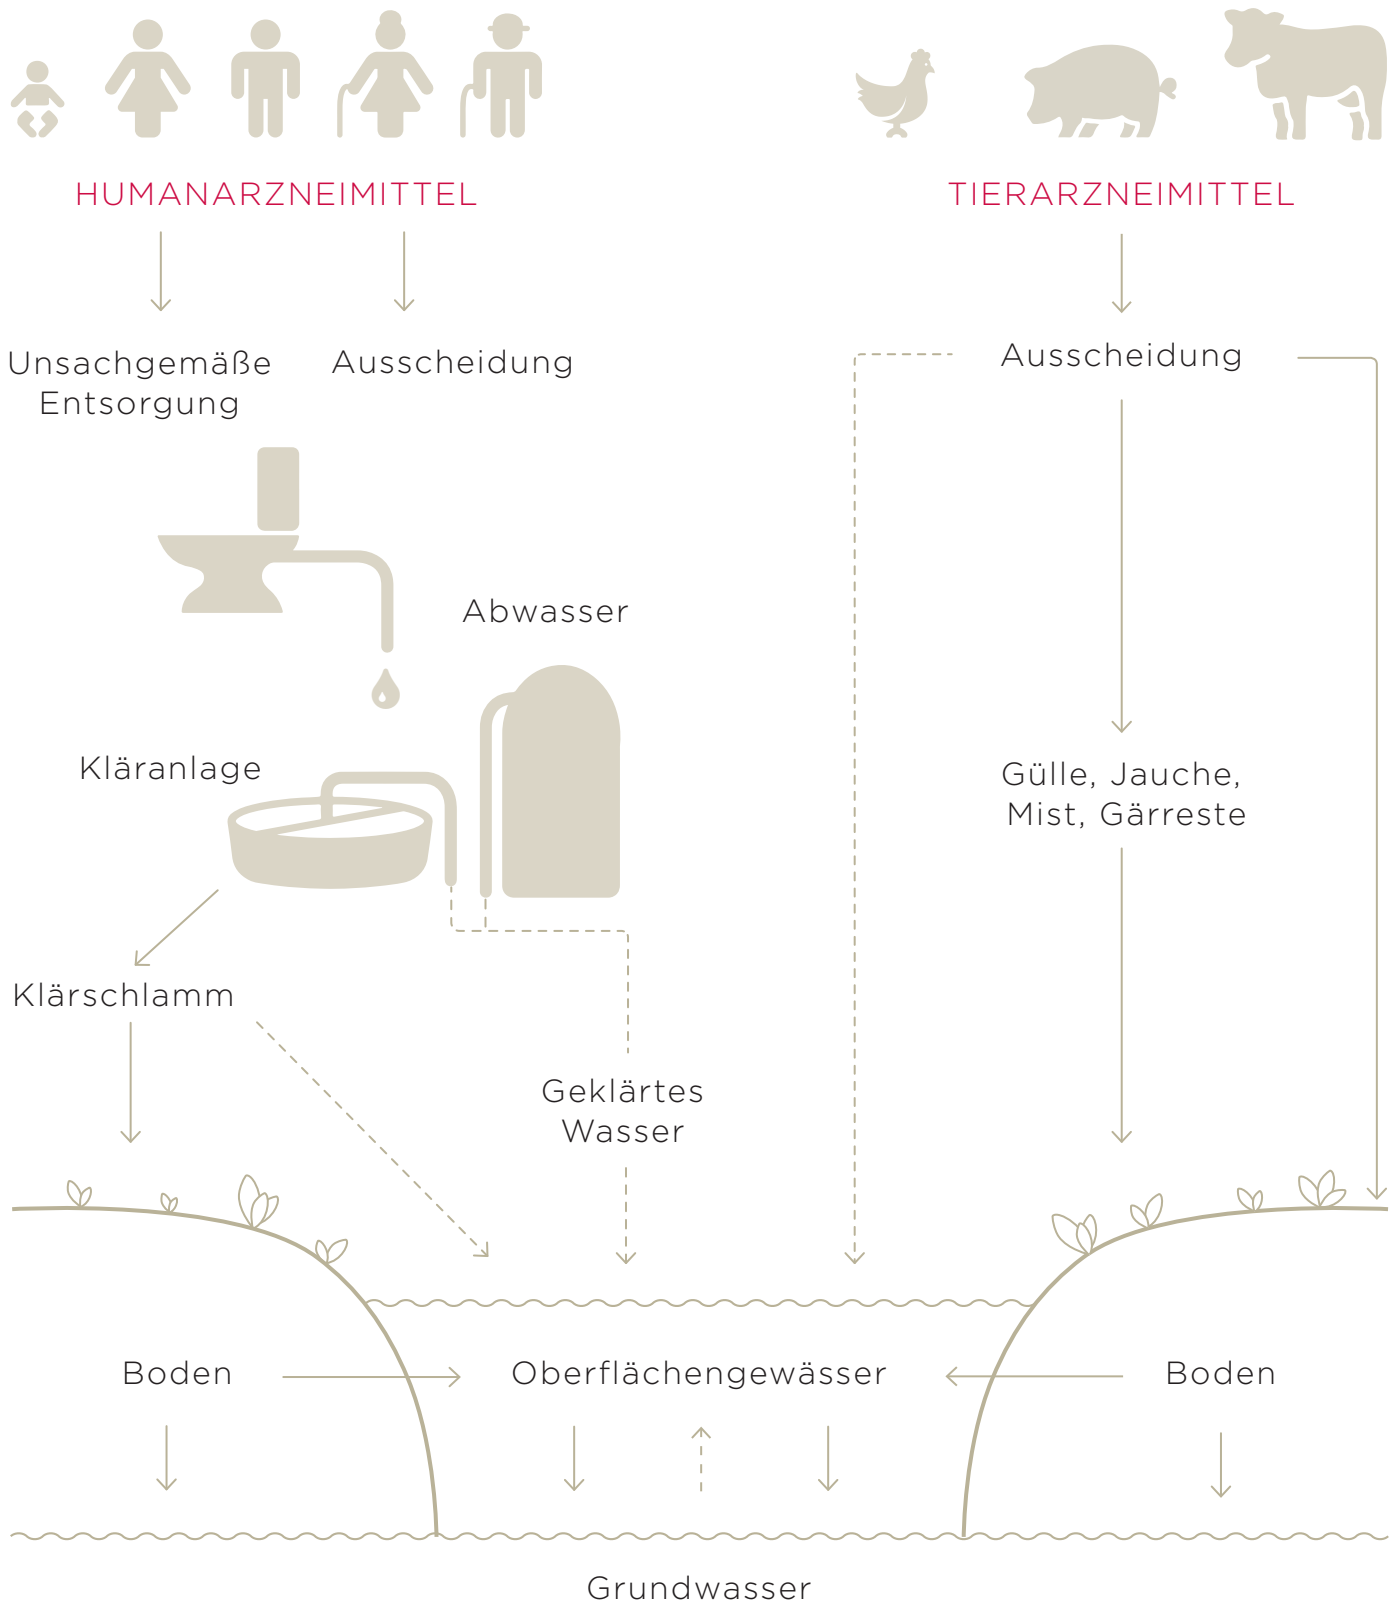 HUMANARZNEIMITTEL
TIERARZNEIMITTEL
Unsachgemäße
Entsorgung
Ausscheidung
Ausscheidung
Abwasser
Kläranlage
Gülle, Jauche,
Mist, Gärreste
Klärschlamm
Geklärtes
Wasser
Boden
Oberflächengewässer
Boden
Grundwasser